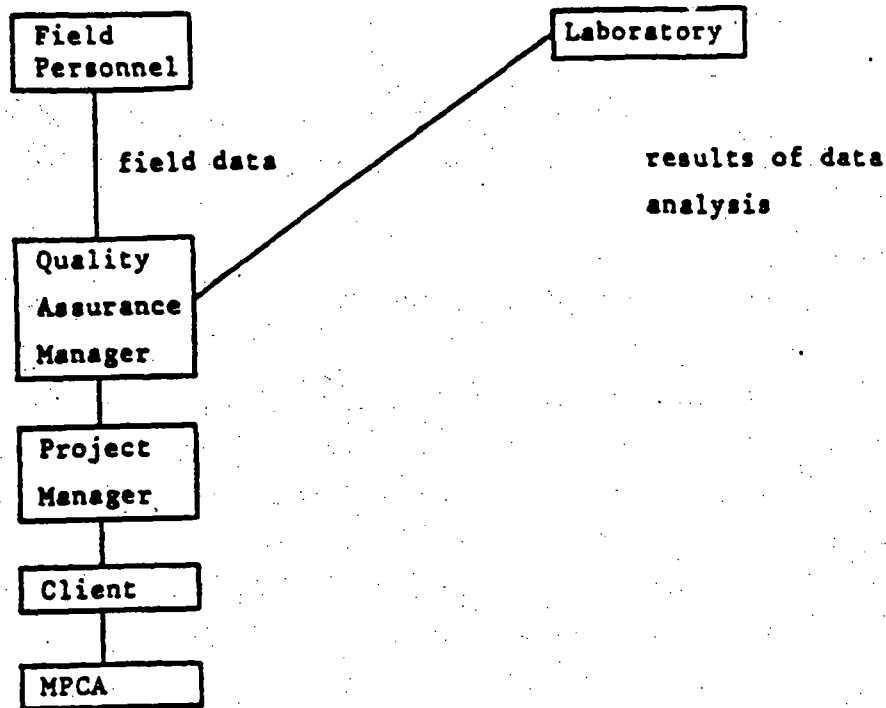 Field
Personnel
Laboratory
field data
results of data
analysis
Quality
Assurance
Manager
Project
Manager
Client
MPCA